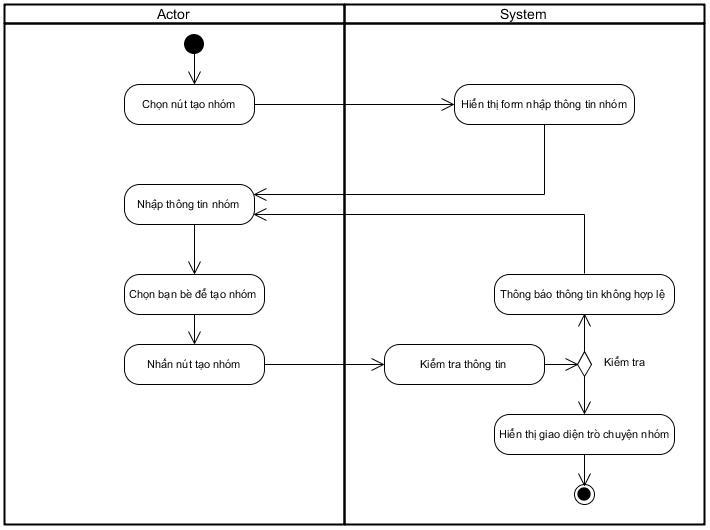 Actor
System
Chọn nút tạo nhóm
Hiển thị form nhập thông tin nhóm
Nhập thông tin nhóm
Chọn bạn bè để tạo nhóm
Thông báo thông tin không hợp lệ
Nhấn nút tạo nhóm
Kiểm tra thông tin
Kiểm tra
Hiển thị giao diện trò chuyện nhóm